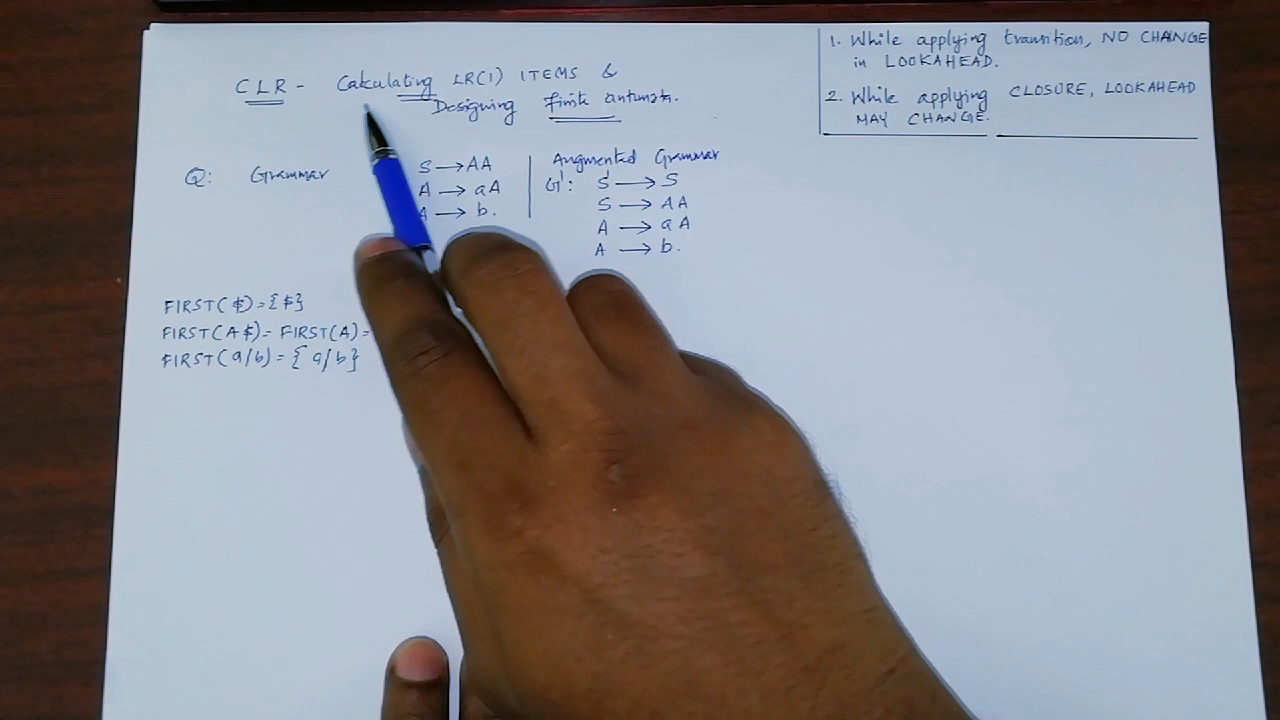 CLR - Calculating LR(1) ITEMS &
Designing finite automata.
1. While applying transition, NO CHANGE
in LOOKAHEAD.
2. While applying CLOSURE, LOOKAHEAD
MAY CHANGE.
Q: Grammar
S → AA
A → aA
A → b.
Augmented Grammar
G': S' → S
S → AA
A → aA
A → b.
FIRST($) = {$}
FIRST(A$) = FIRST(A) =
FIRST(a/b) = {a/b}